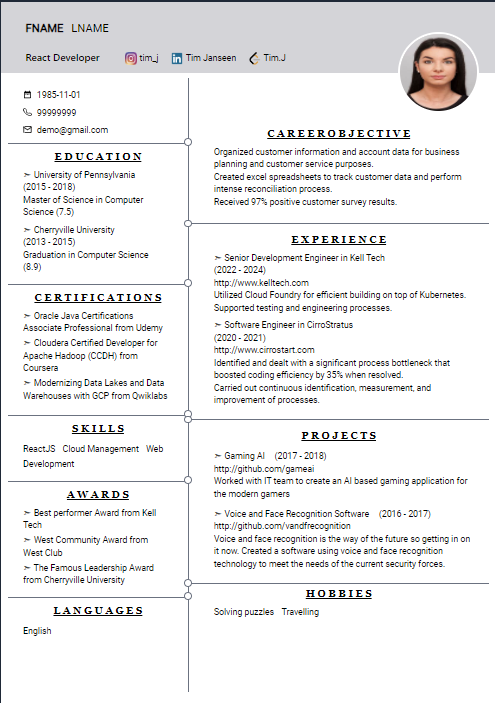 FNAME LNAME
React Developer tim_j Tim Janseen Tim.J
1985-11-01
99999999
demo@gmail.com
EDUCATION
➣ University of Pennsylvania
(2015 - 2018)
Master of Science in Computer
Science (7.5)
➣ Cherryville University
(2013 - 2015)
Graduation in Computer Science
(8.9)
CERTIFICATIONS
➣ Oracle Java Certifications
Associate Professional from Udemy
➣ Cloudera Certified Developer for
Apache Hadoop (CCDH) from
Coursera
➣ Modernizing Data Lakes and Data
Warehouses with GCP from Qwiklabs
SKILLS
ReactJS Cloud Management Web
Development
AWARDS
➣ Best performer Award from Kell
Tech
➣ West Community Award from
West Club
➣ The Famous Leadership Award
from Cherryville University
LANGUAGES
English
CAREEROBJECTIVE
Organized customer information and account data for business
planning and customer service purposes.
Created excel spreadsheets to track customer data and perform
intense reconciliation process.
Received 97% positive customer survey results.
EXPERIENCE
➣ Senior Development Engineer in Kell Tech
(2022 - 2024)
http://www.kelltech.com
Utilized Cloud Foundry for efficient building on top of Kubernetes.
Supported testing and engineering processes.
➣ Software Engineer in CirroStratus
(2020 - 2021)
http://www.cirrostart.com
Identified and dealt with a significant process bottleneck that
boosted coding efficiency by 35% when resolved.
Carried out continuous identification, measurement, and
improvement of processes.
PROJECTS
➣ Gaming AI (2017 - 2018)
http://github.com/gameai
Worked with IT team to create an AI based gaming application for
the modern gamers
➣ Voice and Face Recognition Software (2016 - 2017)
http://github.com/vandfrecognition
Voice and face recognition is the way of the future so getting in on
it now. Created a software using voice and face recognition
technology to meet the needs of the current security forces.
HOBBIES
Solving puzzles Travelling